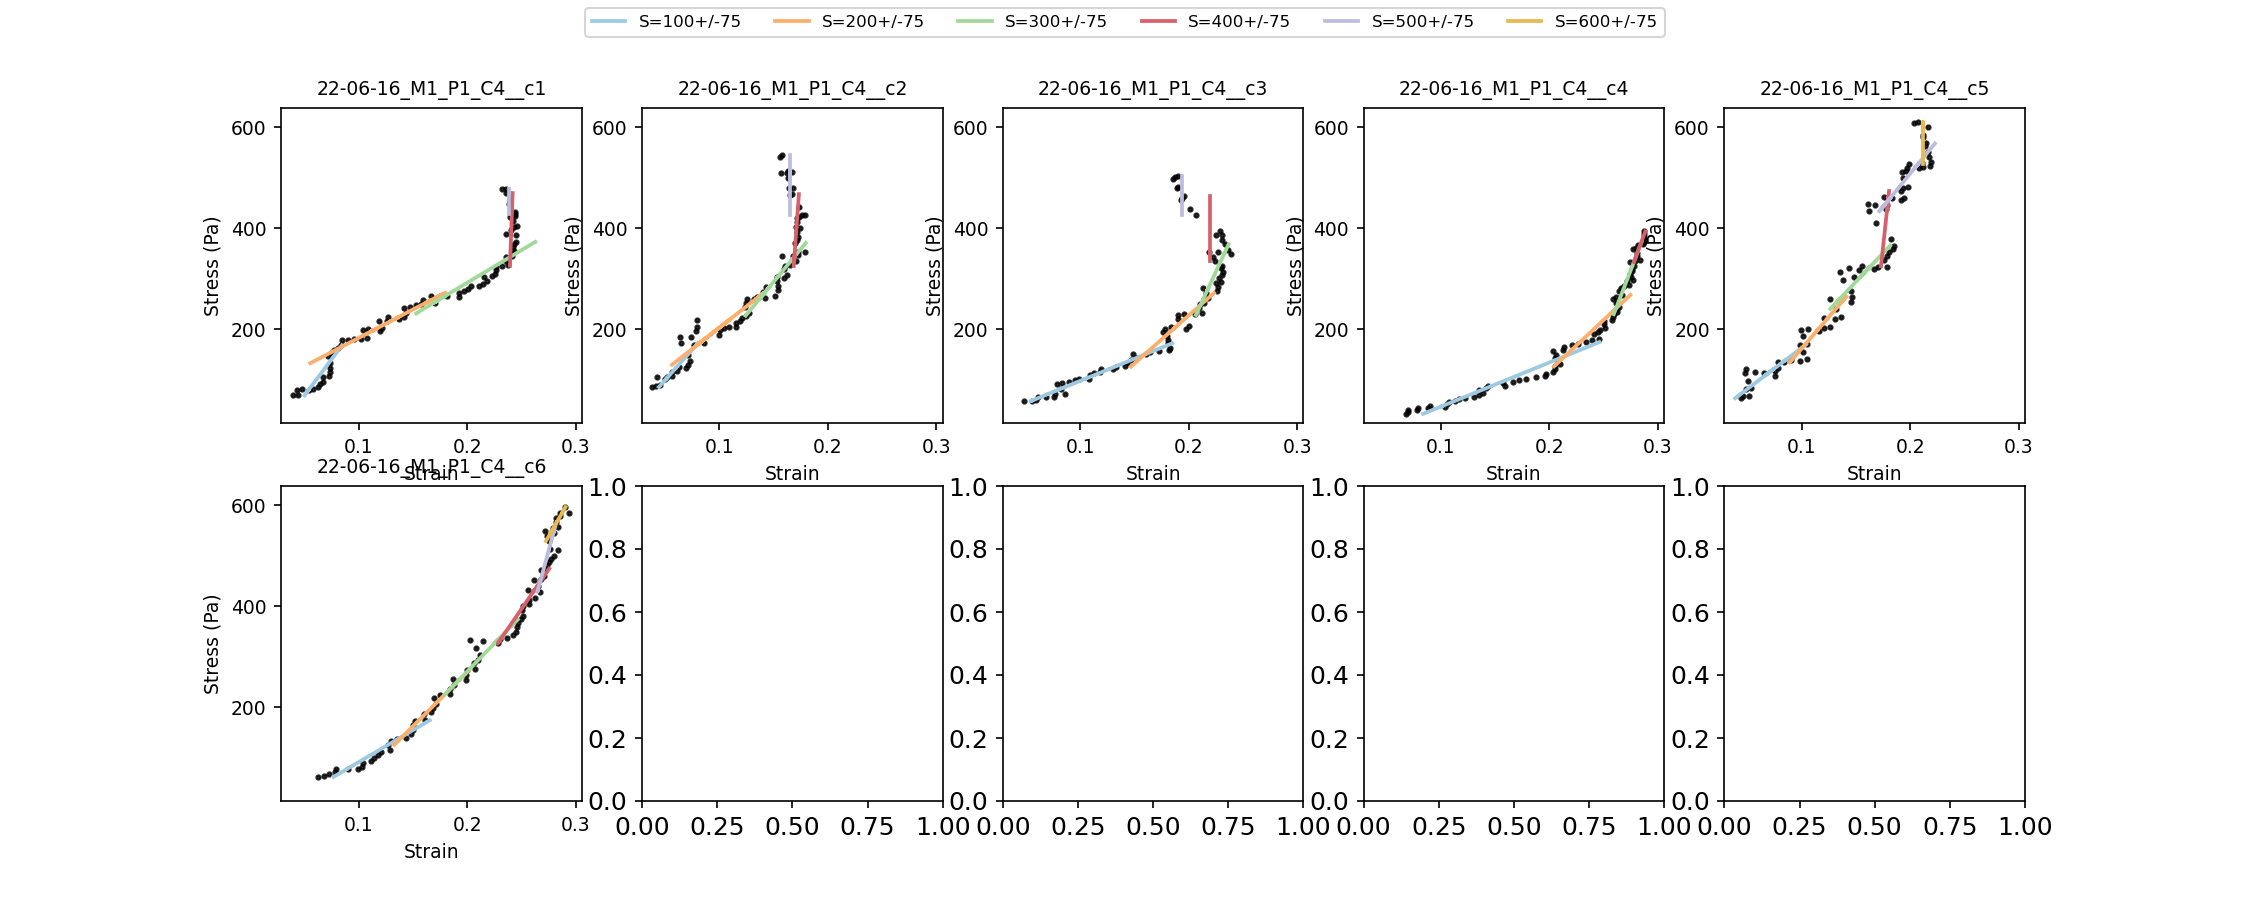 S=100+/-75 S=200+/-75 S=300+/-75 S=400+/-75 S=500+/-75 S=600+/-75
22-06-16_M1_P1_C4__c1 22-06-16_M1_P1_C4__c2 22-06-16_M1_P1_C4__c3 22-06-16_M1_P1_C4__c4 22-06-16_M1_P1_C4__c5
600 600 600 600 600
400 400 400 400 400
Stress (Pa) Stress (Pa) Stress (Pa) Stress (Pa) Stress (Pa)
200 200 200 200 200
0.1 0.2 0.3 0.1 0.2 0.3 0.1 0.2 0.3 0.1 0.2 0.3 0.1 0.2 0.3
Strain Strain Strain Strain Strain
22-06-16_M1_P1_C4__c6
600 1.0 1.0 1.0 1.0
0.8 0.8 0.8 0.8
400 0.6 0.6 0.6 0.6
Stress (Pa)
0.4 0.4 0.4 0.4
200 0.2 0.2 0.2 0.2
0.0 0.0 0.0 0.0
0.1 0.2 0.3 0.00 0.25 0.50 0.75 1.00 0.00 0.25 0.50 0.75 1.00 0.00 0.25 0.50 0.75 1.00 0.00 0.25 0.50 0.75 1.00
Strain